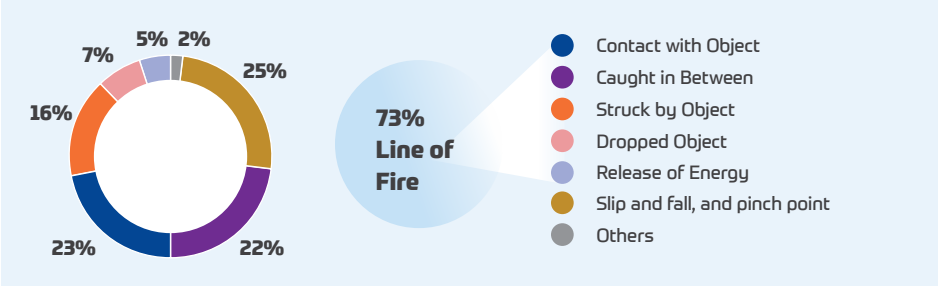 5% 2%
7%
25%
16%
23%
22%
73%
Line of
Fire
Contact with Object
Caught in Between
Struck by Object
Dropped Object
Release of Energy
Slip and fall, and pinch point
Others